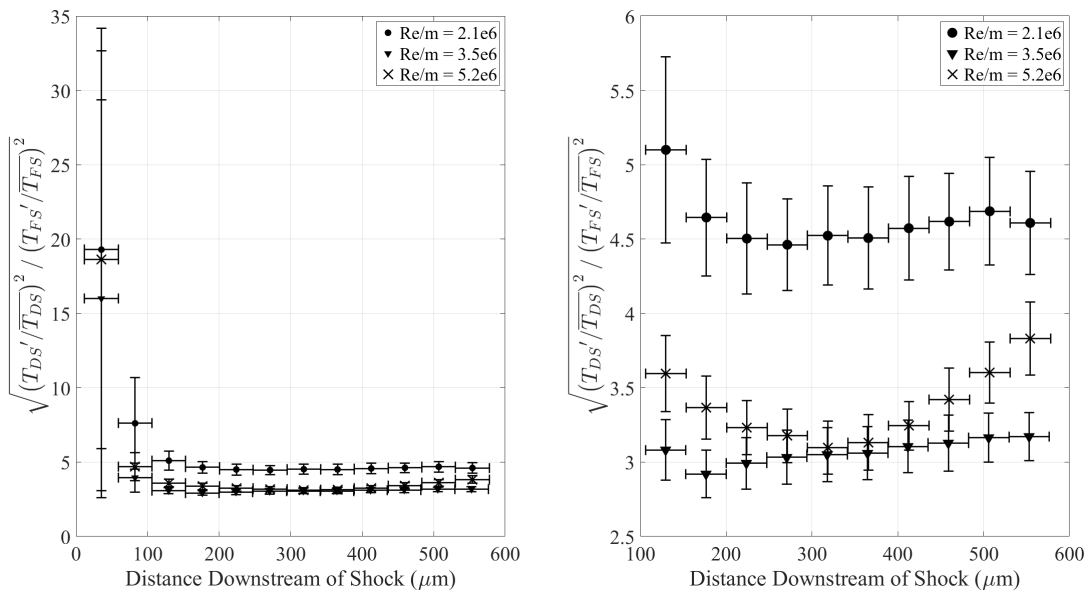 35
30
25
20
15
10
5
0
0 100 200 300 400 500 600
Distance Downstream of Shock (μm)
√(T_DS'/T̅_DS)² / (T_FS'/T̅_FS)²
Re/m = 2.1e6
Re/m = 3.5e6
Re/m = 5.2e6
6
5.5
5
4.5
4
3.5
3
2.5
100 200 300 400 500 600
Distance Downstream of Shock (μm)
√(T_DS'/T̅_DS)² / (T_FS'/T̅_FS)²
Re/m = 2.1e6
Re/m = 3.5e6
Re/m = 5.2e6